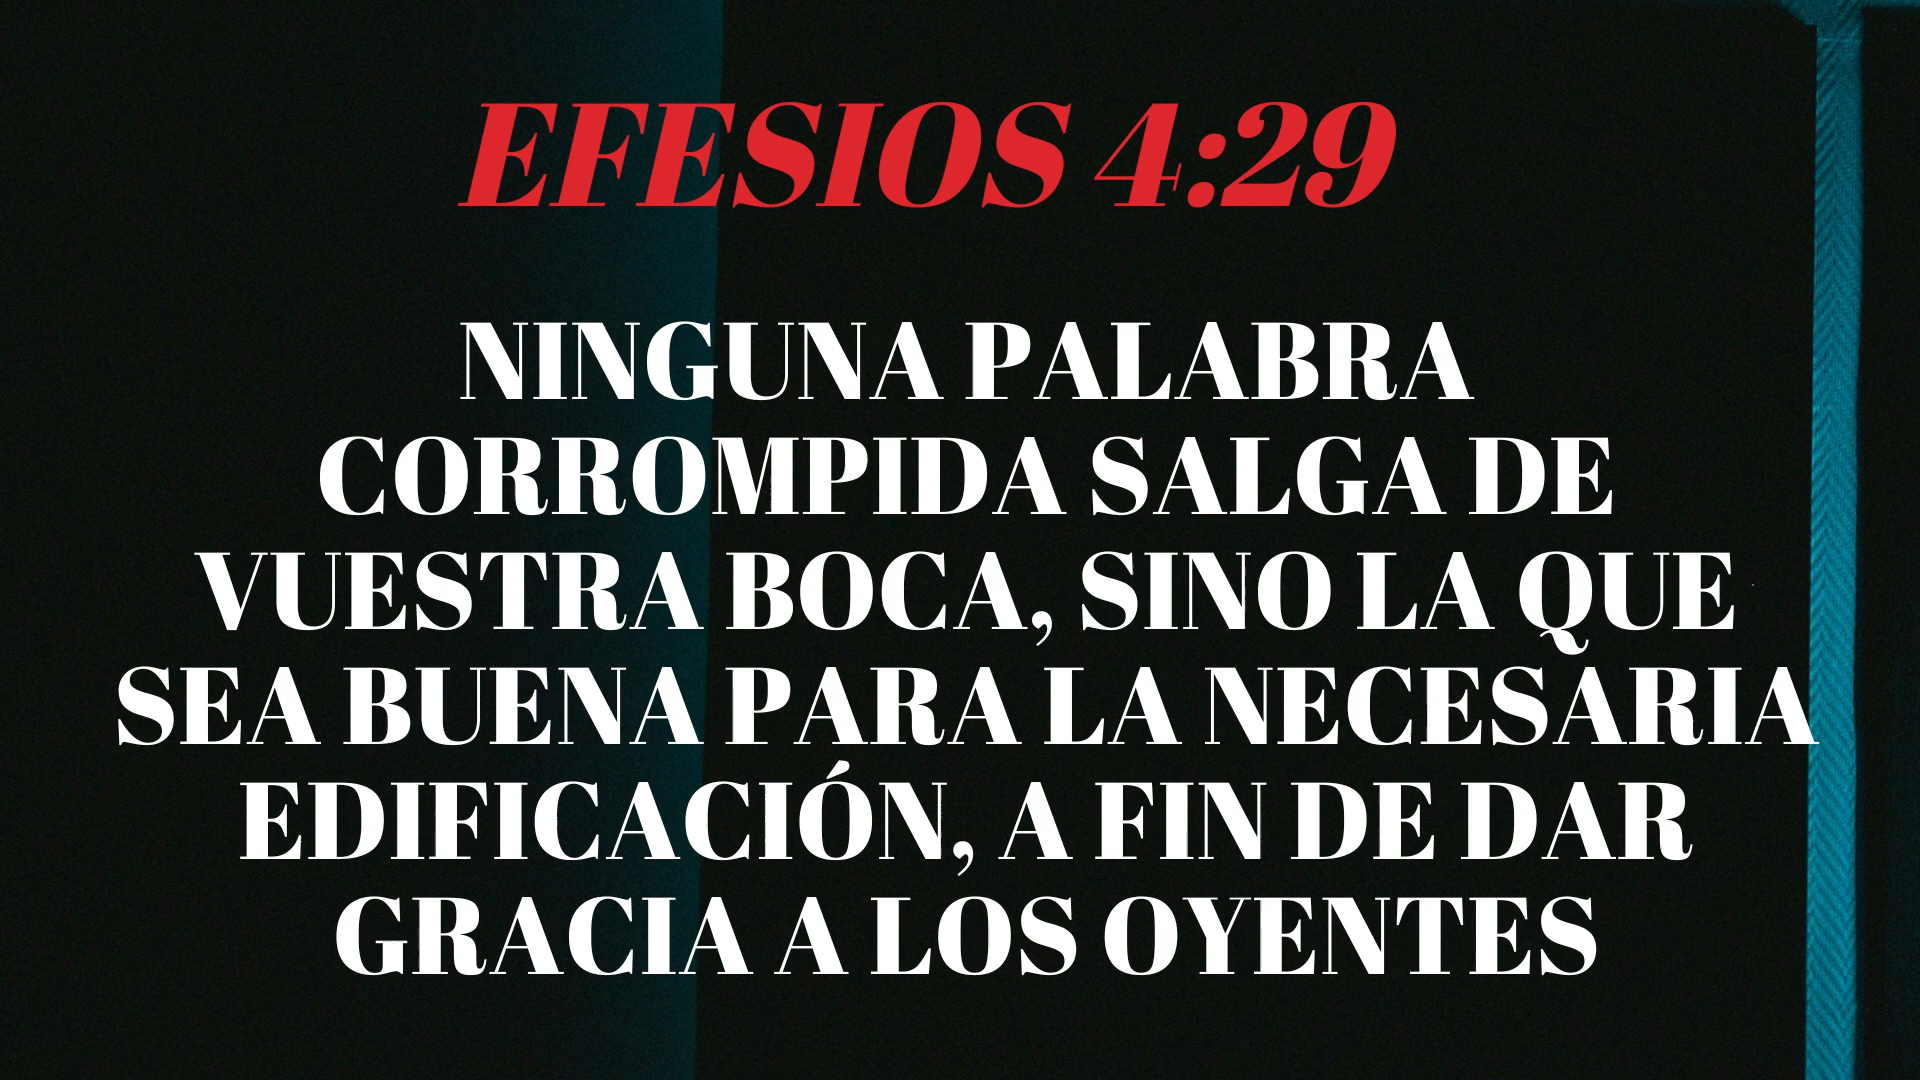 EFESIOS 4:29
NINGUNA PALABRA
CORROMPIDA SALGA DE
VUESTRA BOCA, SINO LA QUE
SEA BUENA PARA LA NECESARIA
EDIFICACIÓN, A FIN DE DAR
GRACIA A LOS OYENTES